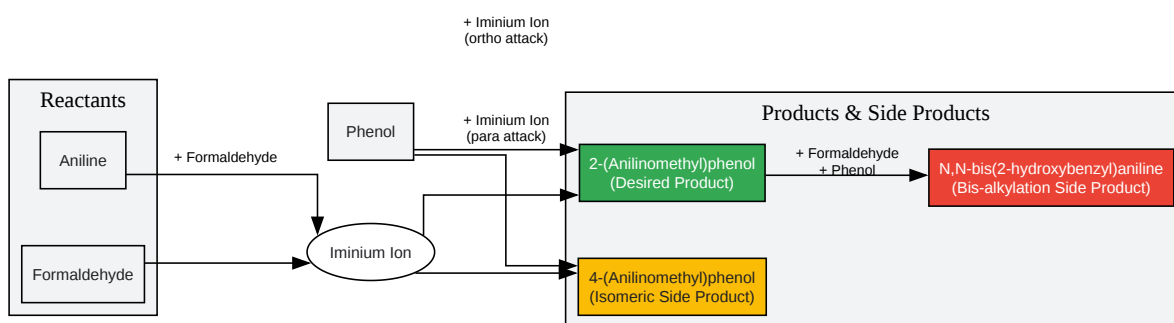 + Iminium Ion
(ortho attack)
Reactants
Aniline
+ Formaldehyde
Formaldehyde
Phenol
+ Iminium Ion
(para attack)
Iminium Ion
Products & Side Products
2-(Anilinomethyl)phenol
(Desired Product)
+ Formaldehyde
+ Phenol
N,N-bis(2-hydroxybenzyl)aniline
(Bis-alkylation Side Product)
4-(Anilinomethyl)phenol
(Isomeric Side Product)